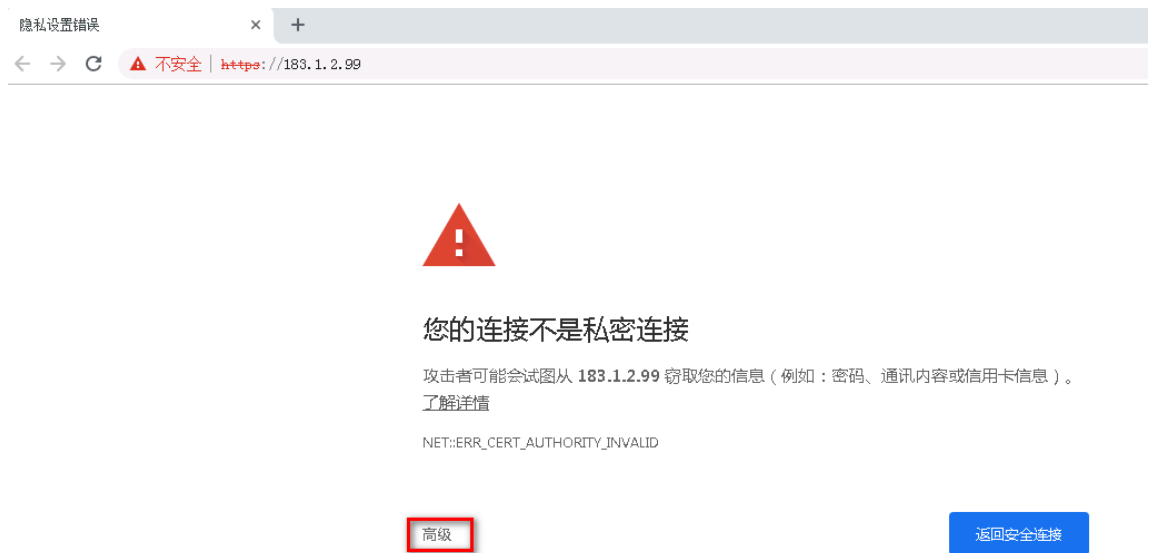 隐私设置错误
不安全 | https://183.1.2.99
您的连接不是私密连接
攻击者可能会试图从 183.1.2.99 窃取您的信息(例如:密码、通讯内容或信用卡信息)。
了解详情
NET::ERR_CERT_AUTHORITY_INVALID
高级
返回安全连接